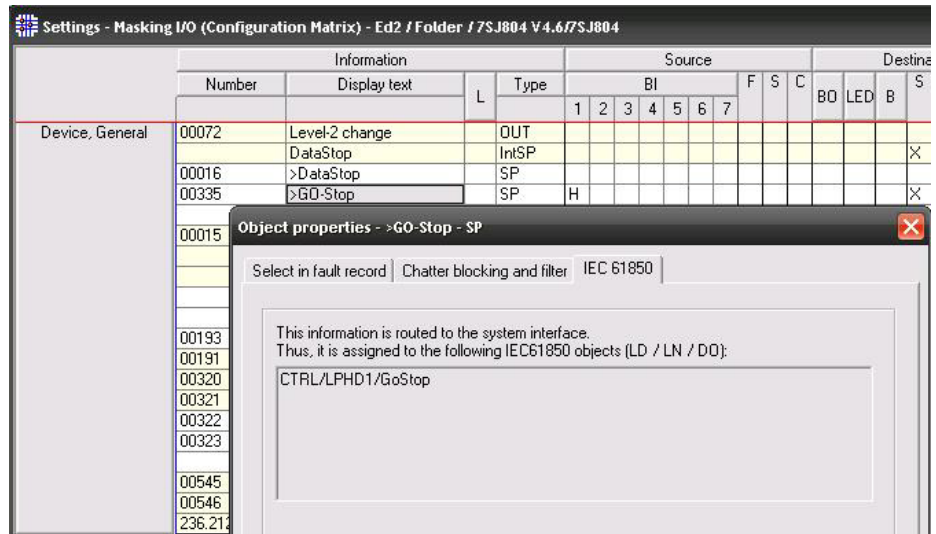 Settings - Masking I/O (Configuration Matrix) - Ed2 / Folder / 7SJ804 V4.6/7SJ804
Information Source Destina
Number Display text L Type BI F S C BO LED B S
1 2 3 4 5 6 7
Device, General 00072 Level-2 change OUT
DataStop IntSP X
00016 >DataStop SP
00335 >GO-Stop SP H X
00015 Object properties - >GO-Stop - SP
Select in fault record Chatter blocking and filter IEC 61850
This information is routed to the system interface.
00193
Thus, it is assigned to the following IEC61850 objects (LD / LN / DO):
00191
00320 CTRL/LPHD1/GoStop
00321
00322
00323
00545
00546
236.212